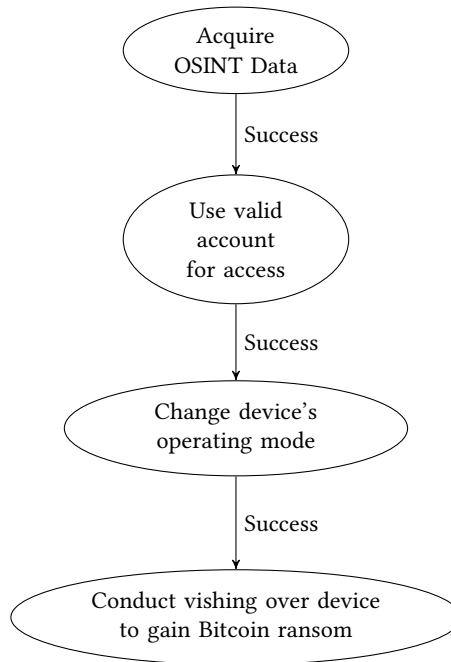 Acquire
OSINT Data
Success
Use valid
account
for access
Success
Change device's
operating mode
Success
Conduct vishing over device
to gain Bitcoin ransom